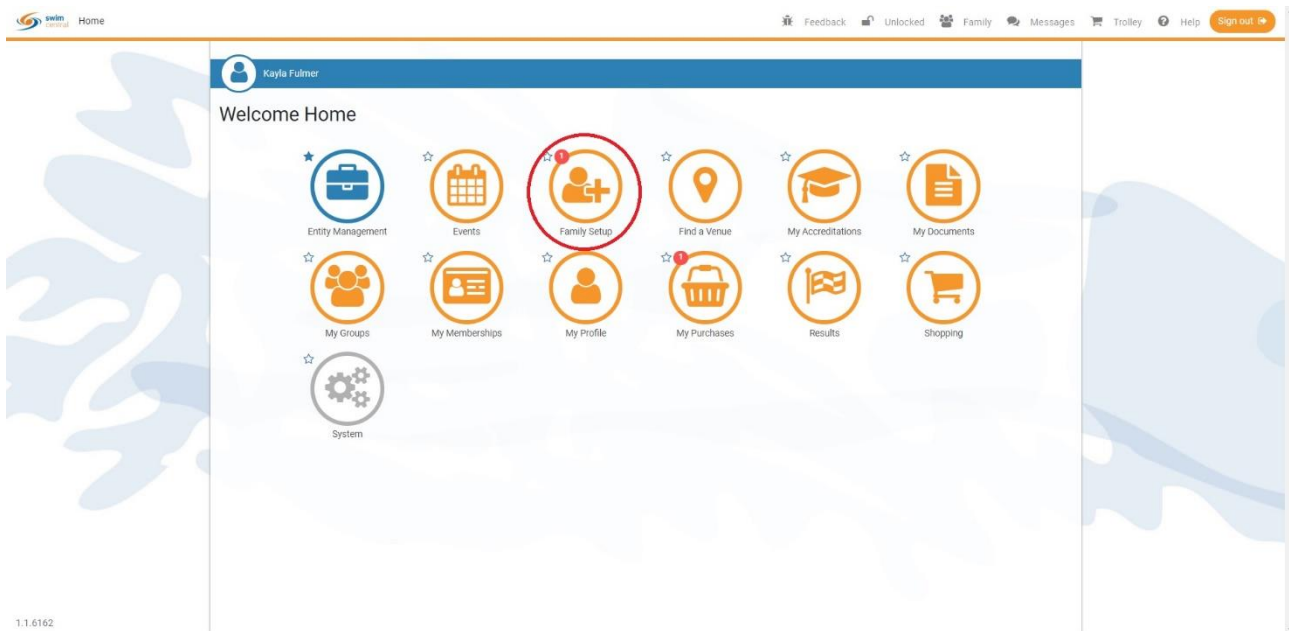 swim central Home Feedback Unlocked Family Messages Trolley Help Sign out
Kayla Fulmer
Welcome Home
1
Entity Management Events Family Setup Find a Venue My Accreditations My Documents
1
My Groups My Memberships My Profile My Purchases Results Shopping
System
1.1.6162